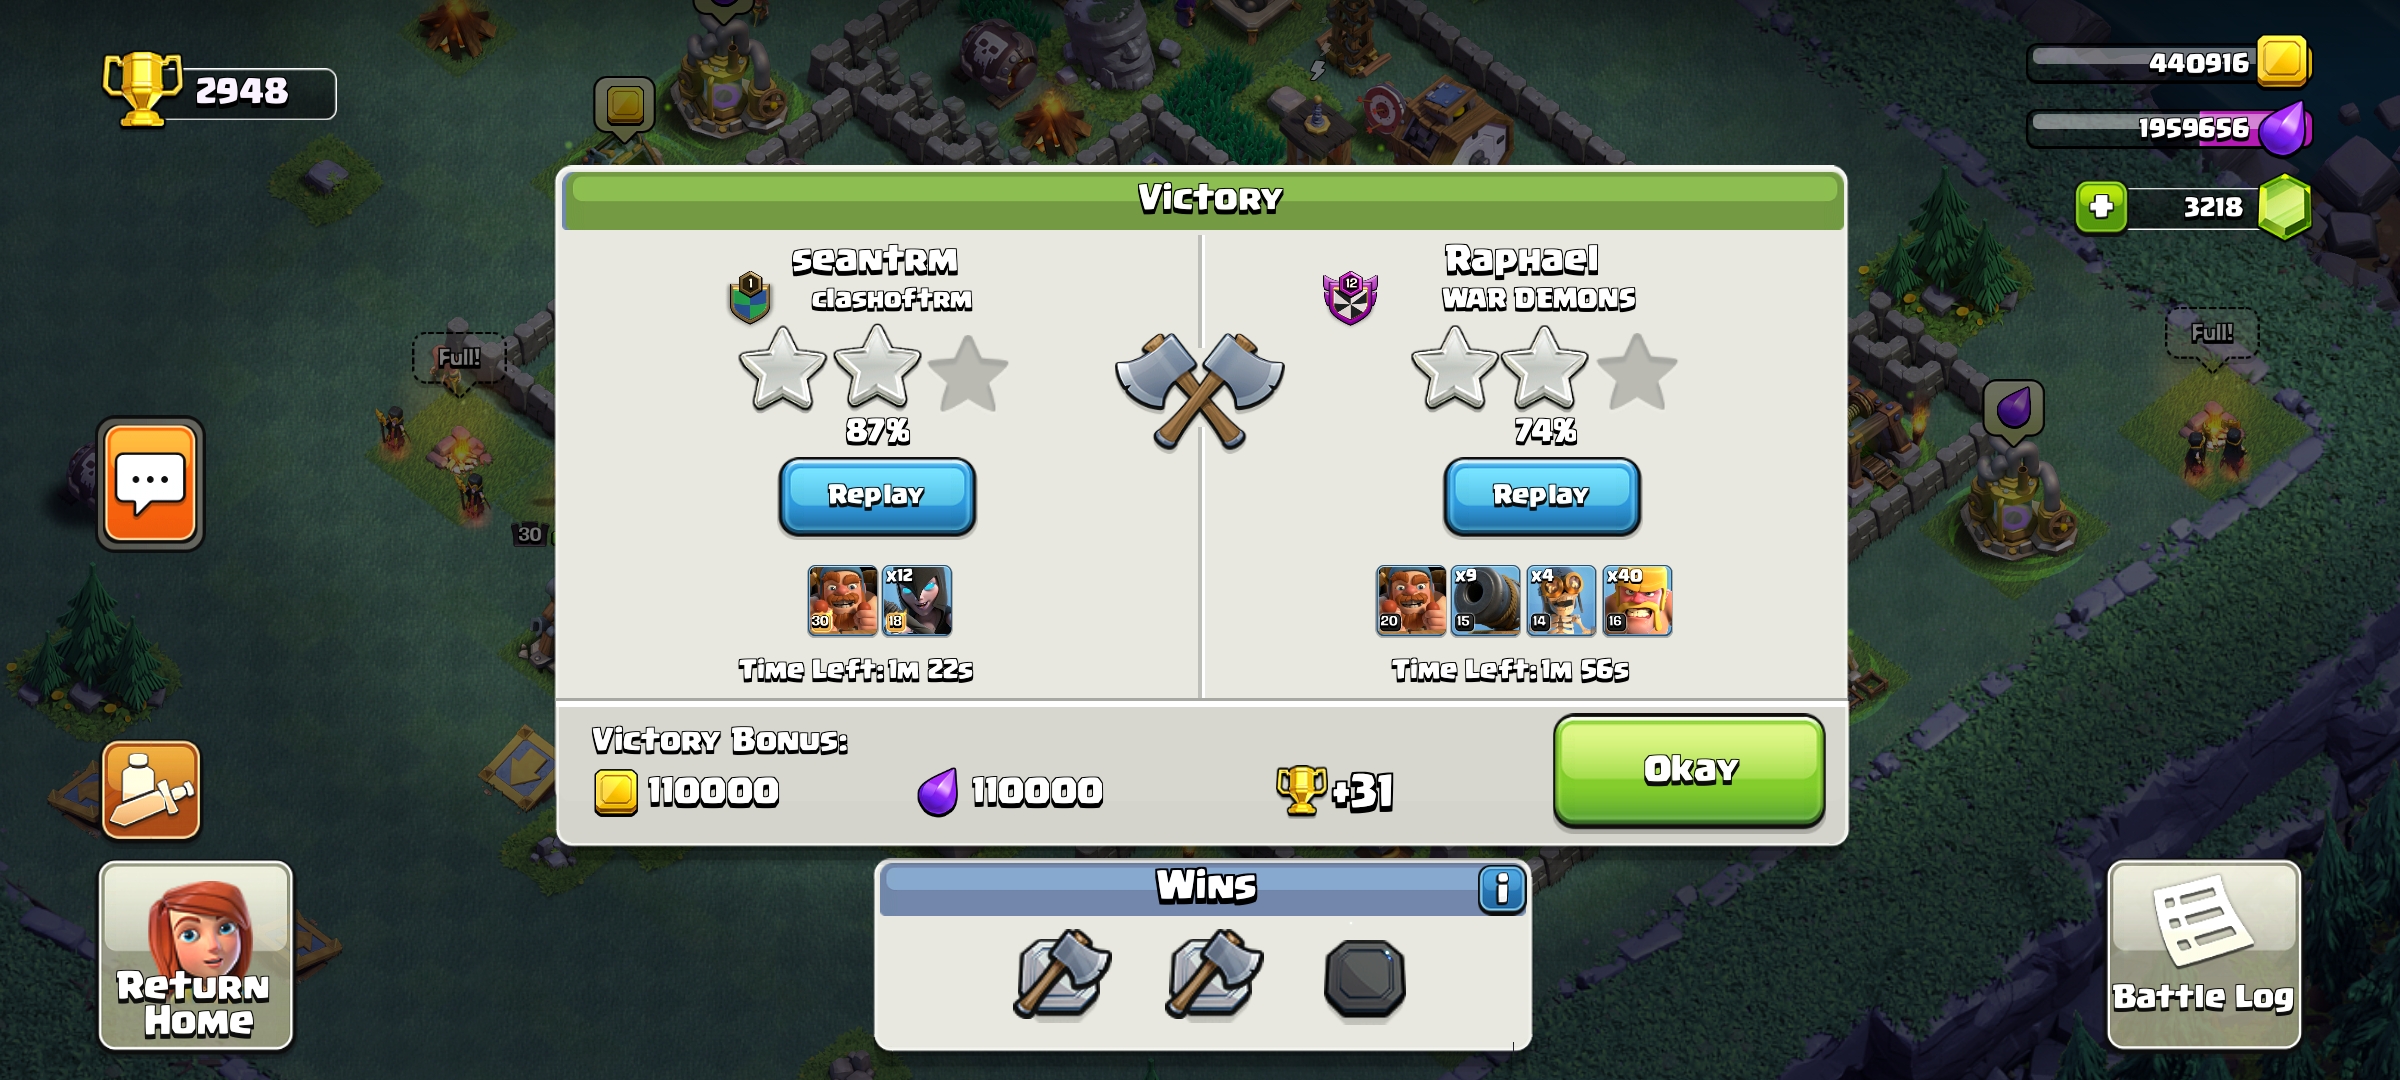 2948
440916
1959656
3218
Victory
seantrm
clashoftrm
1
Raphael
WAR DEMONS
12
Full!
Full!
87%
74%
Replay
Replay
30
30
x12
18
20
x9
15
x4
14
x40
16
Time Left: 1m 22s
Time Left: 1m 56s
Victory Bonus:
110000
110000
+31
Okay
Wins
i
Return
Home
Battle Log